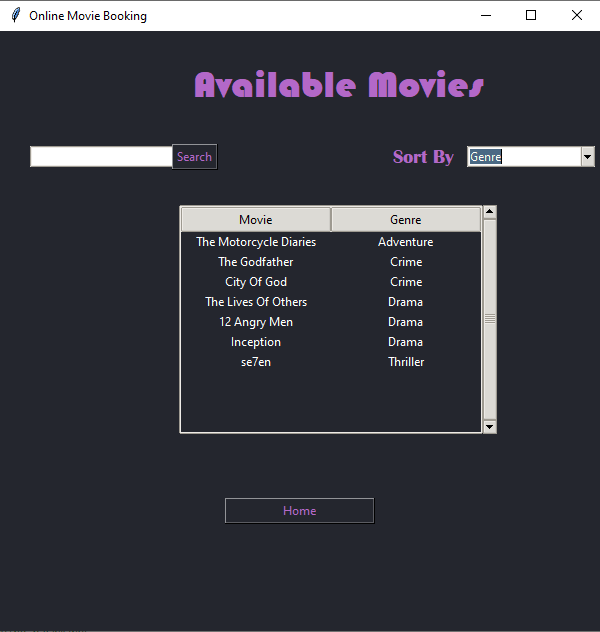 Online Movie Booking
Available Movies
Search Sort By Genre
Movie Genre
The Motorcycle Diaries Adventure
The Godfather Crime
City Of God Crime
The Lives Of Others Drama
12 Angry Men Drama
Inception Drama
se7en Thriller
Home